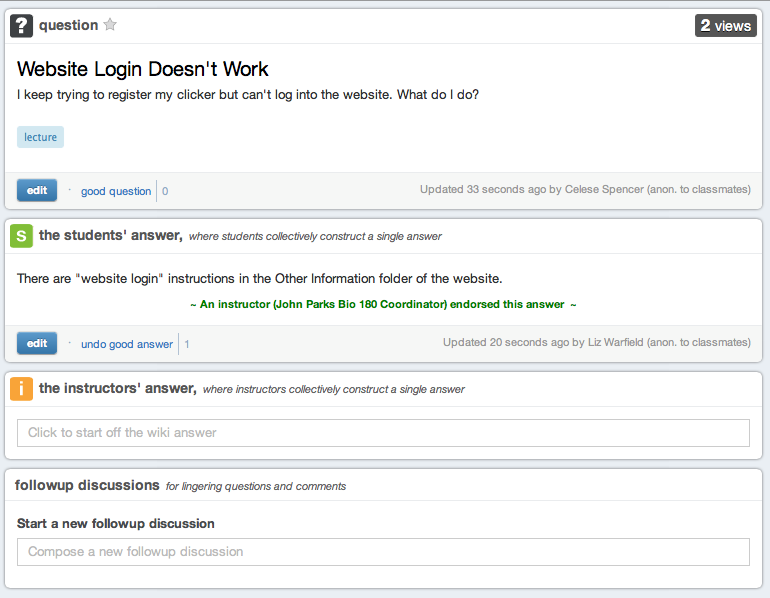 ? question
2 views
Website Login Doesn't Work
I keep trying to register my clicker but can't log into the website. What do I do?
lecture
edit · good question 0
Updated 33 seconds ago by Celese Spencer (anon. to classmates)
S the students' answer, where students collectively construct a single answer
There are "website login" instructions in the Other Information folder of the website.
~ An instructor (John Parks Bio 180 Coordinator) endorsed this answer ~
edit · undo good answer 1
Updated 20 seconds ago by Liz Warfield (anon. to classmates)
i the instructors' answer, where instructors collectively construct a single answer
Click to start off the wiki answer
followup discussions for lingering questions and comments
Start a new followup discussion
Compose a new followup discussion